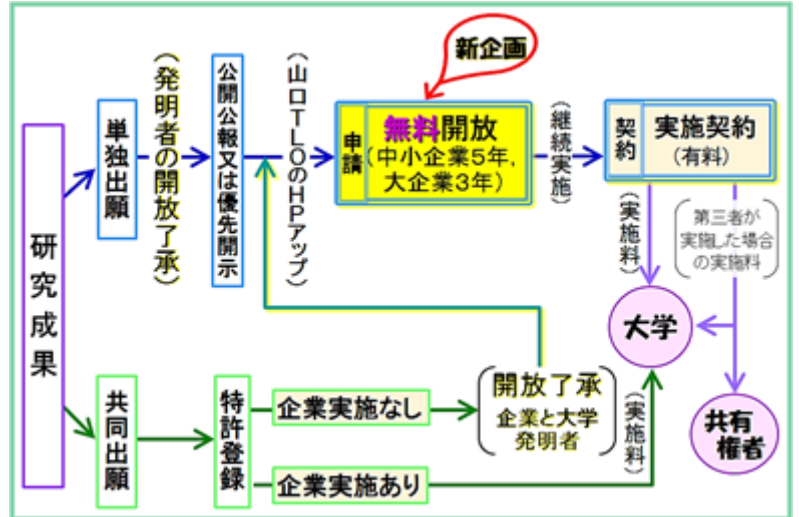 新企画
研究成果
単独出願
（発明者の開放了承）
公開公報又は優先開示
（山口TLOのHPアップ）
申請
無料開放
（中小企業5年，
大企業3年）
（継続実施）
契約
実施契約
（有料）
（実施料）
（第三者が
実施した場合
の実施料）
大学
共有
権者
共同出願
特許登録
企業実施なし
（開放了承
企業と大学
発明者）
（実施料）
企業実施あり